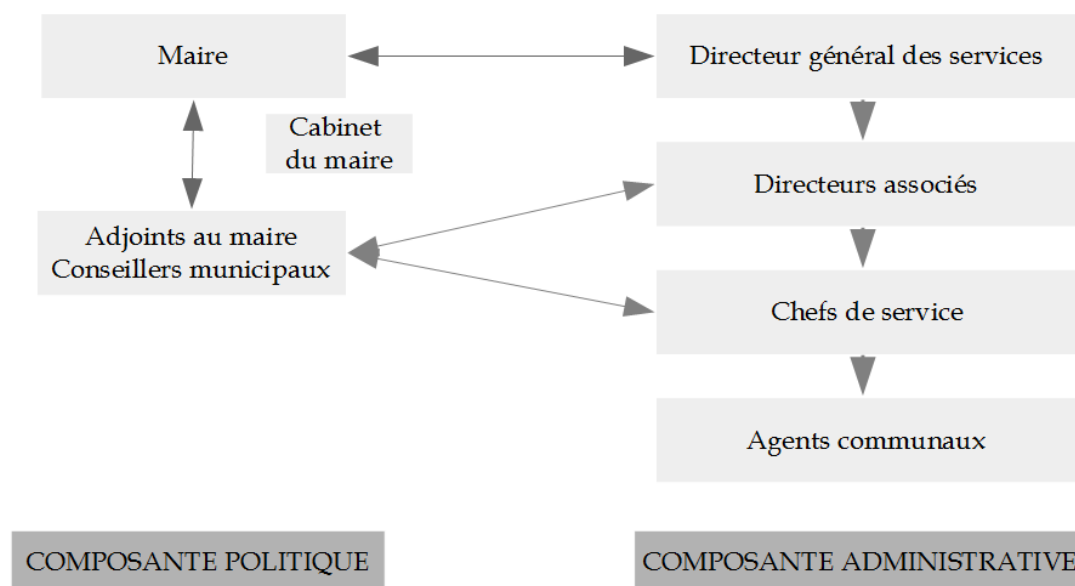 Maire
Directeur général des services
Cabinet
du maire
Directeurs associés
Adjoints au maire
Conseillers municipaux
Chefs de service
Agents communaux
COMPOSANTE POLITIQUE
COMPOSANTE ADMINISTRATIVE